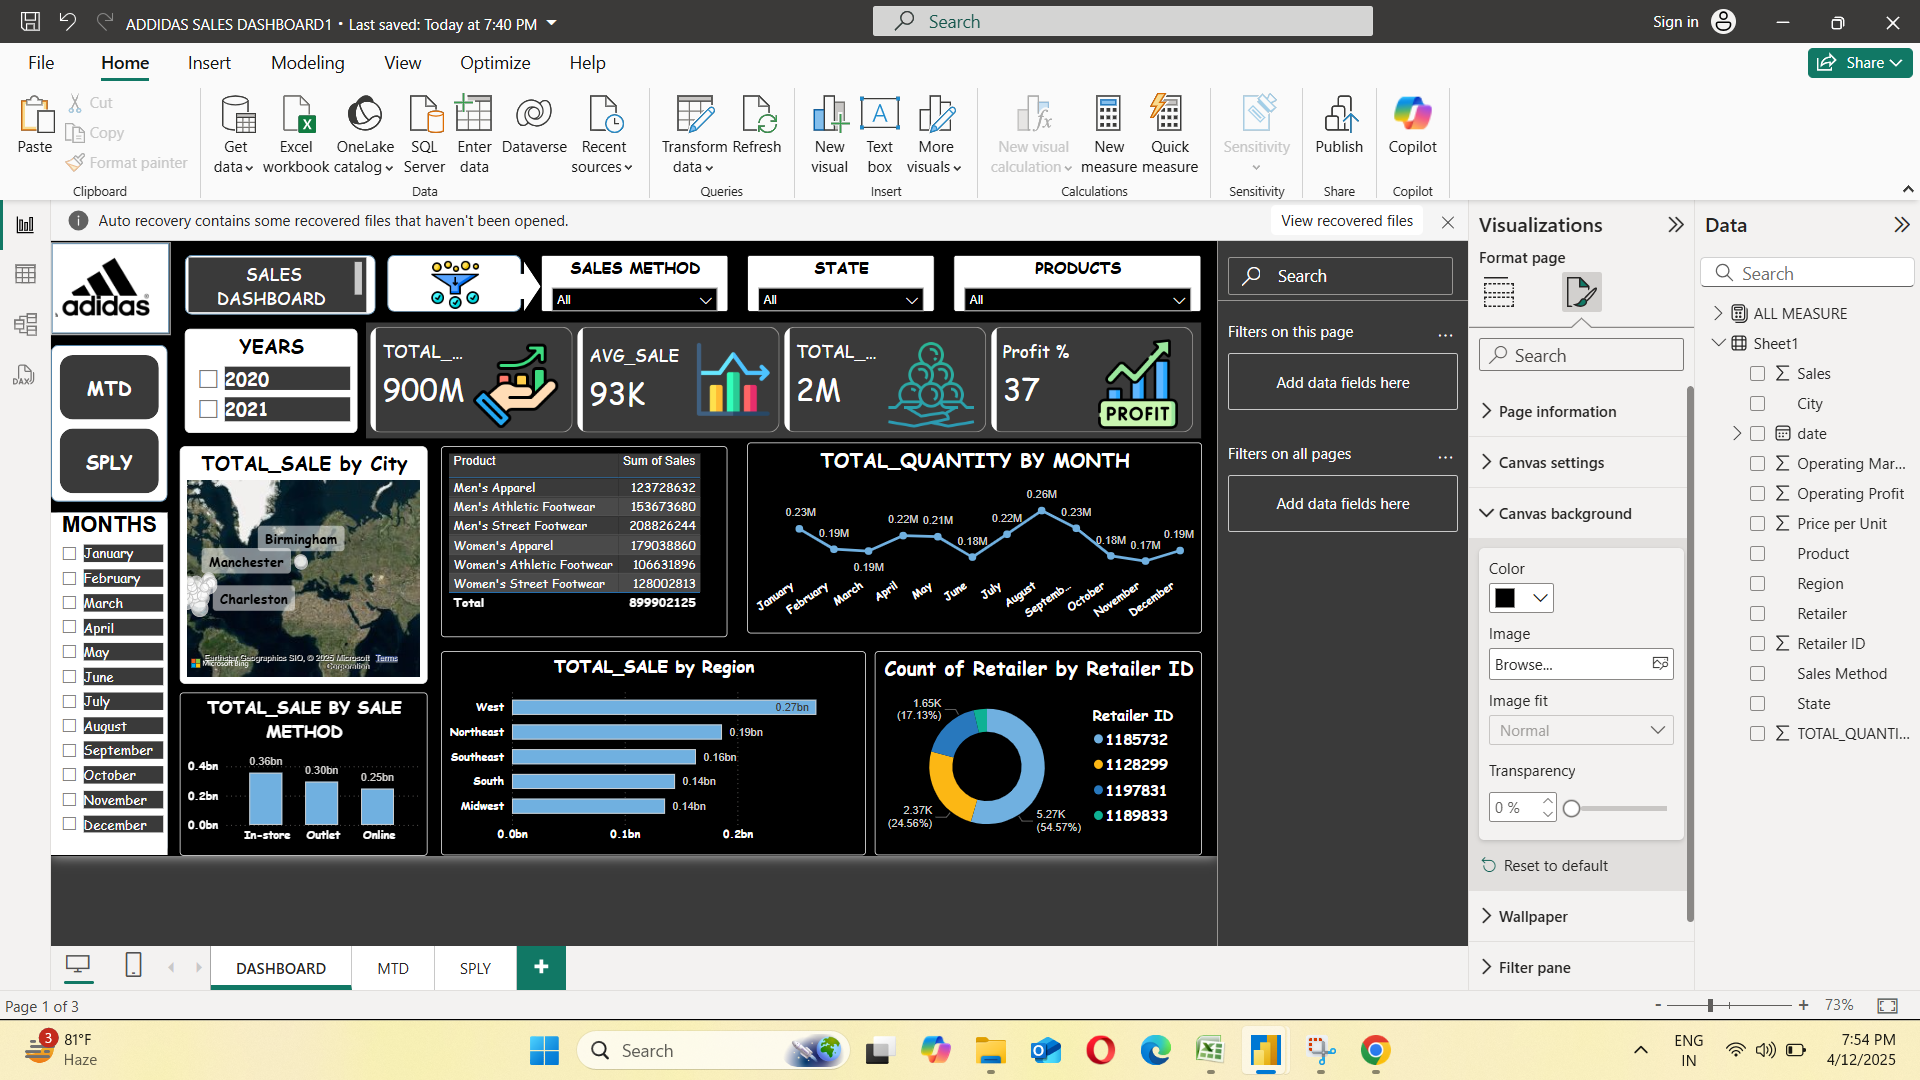 ADDIDAS SALES DASHBOARD1 • Last saved: Today at 7:40 PM
Search
Sign in
File
Home
Insert
Modeling
View
Optimize
Help
Share
Paste
Cut
Copy
Format painter
Clipboard
Get data
Excel workbook
OneLake catalog
SQL Server
Enter data
Dataverse
Recent sources
Data
Transform data
Refresh
Queries
New visual
Text box
More visuals
Insert
New visual calculation
New measure
Quick measure
Calculations
Sensitivity
Sensitivity
Publish
Share
Copilot
Copilot
Auto recovery contains some recovered files that haven't been opened.
View recovered files
adidas
SALES
DASHBOARD
SALES METHOD
All
STATE
All
PRODUCTS
All
MTD
SPLY
YEARS
2020
2021
TOTAL_...
900M
AVG_SALE
93K
TOTAL_...
2M
Profit %
37
PROFIT
MONTHS
January
February
March
April
May
June
July
August
September
October
November
December
TOTAL_SALE by City
Birmingham
Manchester
Charleston
Earthstar Geographics SIO, © 2025 Microsoft Corporation
Terms
Microsoft Bing
Product Sum of Sales
Men's Apparel 123728632
Men's Athletic Footwear 153673680
Men's Street Footwear 208826244
Women's Apparel 179038860
Women's Athletic Footwear 106631896
Women's Street Footwear 128002813
Total 899902125
TOTAL_QUANTITY BY MONTH
0.23M
0.19M
0.19M
0.22M
0.21M
0.18M
0.22M
0.26M
0.23M
0.18M
0.17M
0.19M
January
February
March
April
May
June
July
August
Septemb...
October
November
December
TOTAL_SALE BY SALE
METHOD
0.4bn
0.2bn
0.0bn
0.36bn
0.30bn
0.25bn
In-store
Outlet
Online
TOTAL_SALE by Region
West 0.27bn
Northeast 0.19bn
Southeast 0.16bn
South 0.14bn
Midwest 0.14bn
0.0bn 0.1bn 0.2bn
Count of Retailer by Retailer ID
1.65K
(17.13%)
2.37K
(24.56%)
5.27K
(54.57%)
Retailer ID
1185732
1128299
1197831
1189833
Search
Filters on this page
...
Add data fields here
Filters on all pages
...
Add data fields here
Visualizations
Format page
Search
Page information
Canvas settings
Canvas background
Color
Image
Browse...
Image fit
Normal
Transparency
0 %
Reset to default
Wallpaper
Filter pane
Data
Search
ALL MEASURE
Sheet1
Sales
City
date
Operating Mar...
Operating Profit
Price per Unit
Product
Region
Retailer
Retailer ID
Sales Method
State
TOTAL_QUANTI...
DASHBOARD
MTD
SPLY
+
Page 1 of 3
- + 73%
3
81°F
Haze
Search
ENG
IN
7:54 PM
4/12/2025